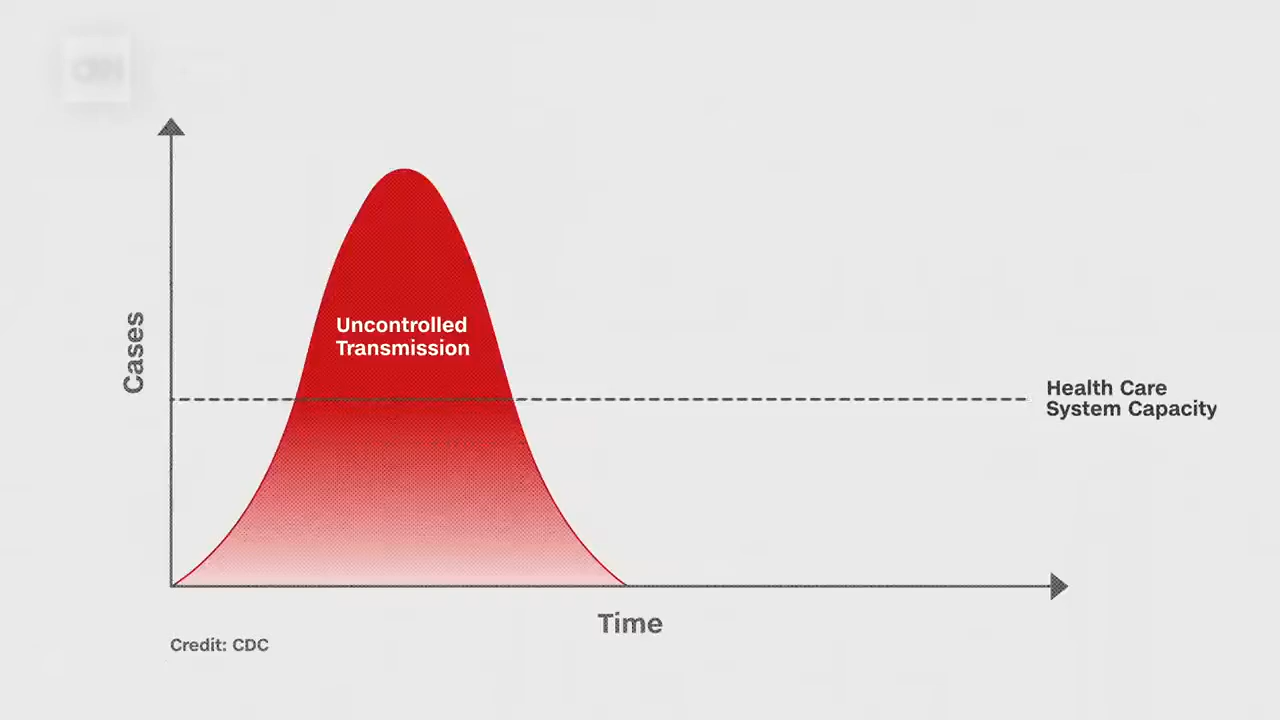 Uncontrolled
Transmission
Cases
Health Care
System Capacity
Time
Credit: CDC